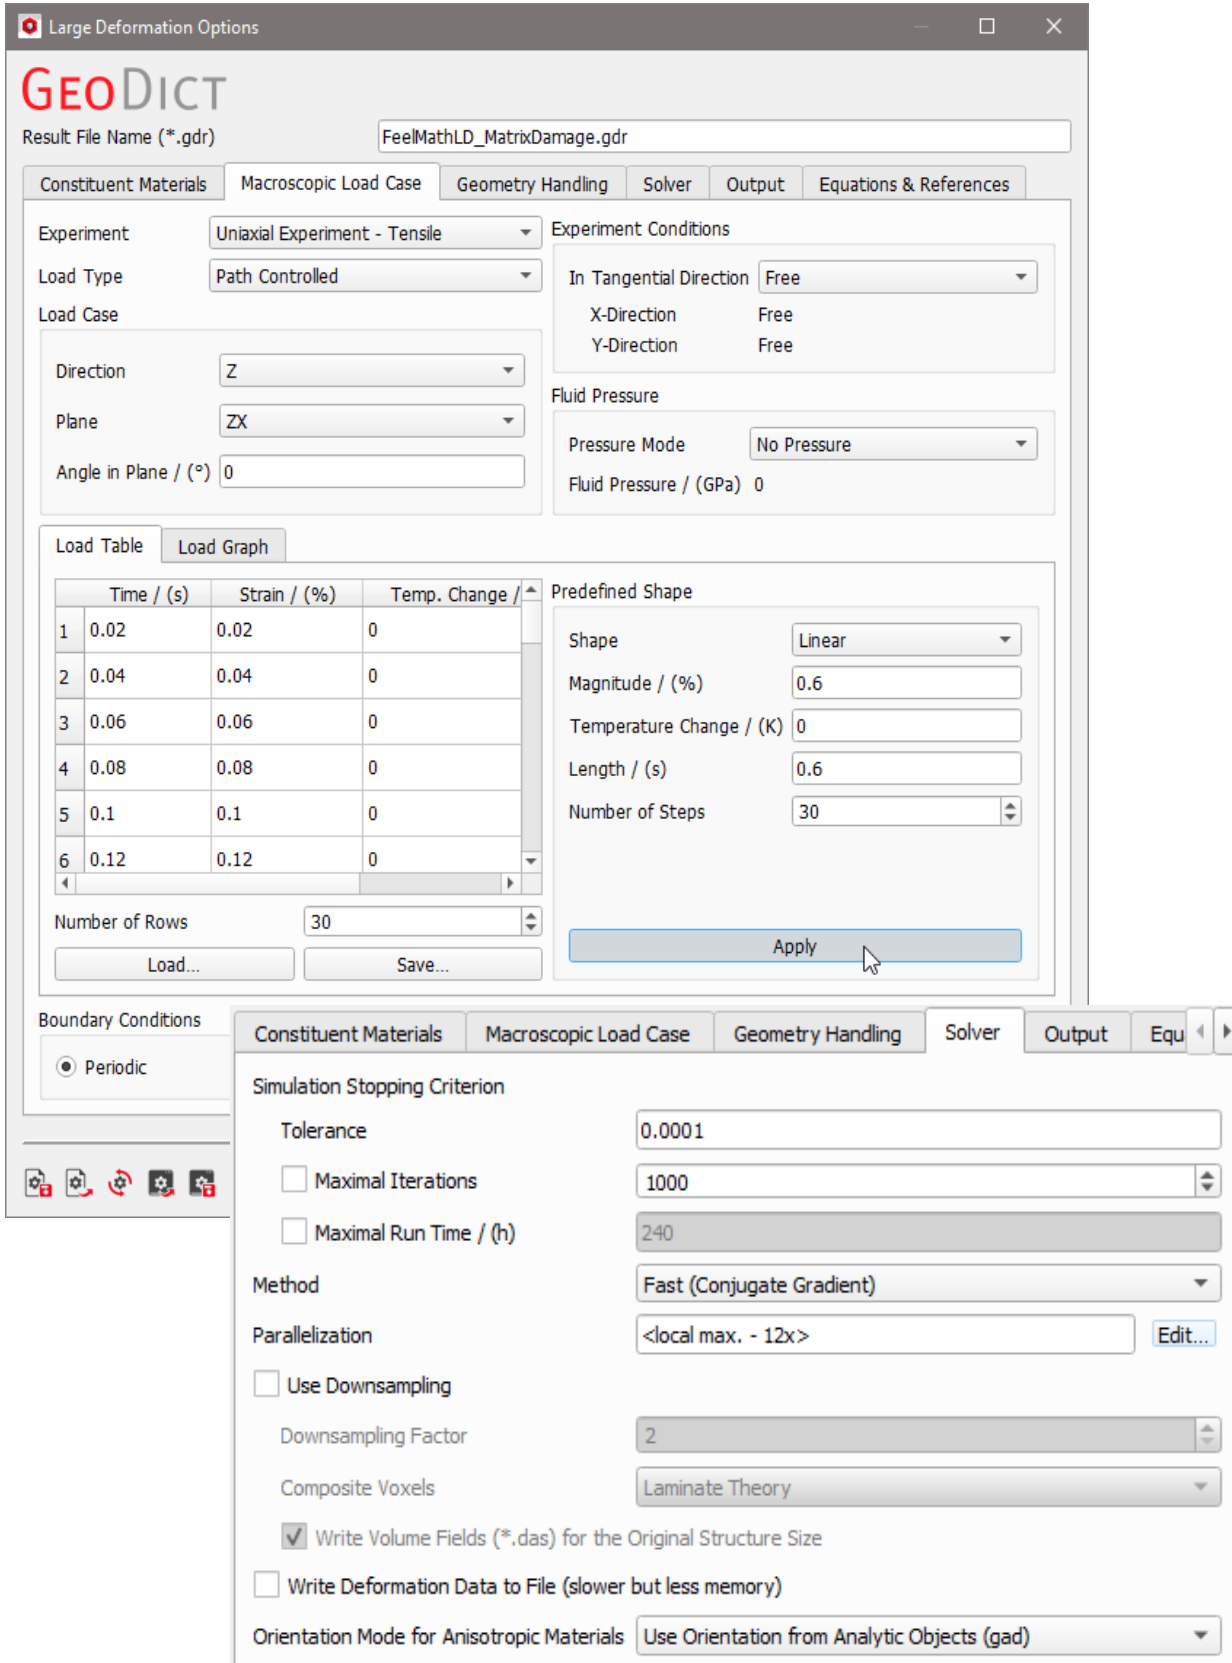 Large Deformation Options
GEODICT
Result File Name (*.gdr) FeelMathLD_MatrixDamage.gdr
Constituent Materials Macroscopic Load Case Geometry Handling Solver Output Equations & References
Experiment Uniaxial Experiment - Tensile
Load Type Path Controlled
Load Case
Direction Z
Plane ZX
Angle in Plane / (°) 0
Experiment Conditions
In Tangential Direction Free
X-Direction Free
Y-Direction Free
Fluid Pressure
Pressure Mode No Pressure
Fluid Pressure / (GPa) 0
Load Table Load Graph
Time / (s) Strain / (%) Temp. Change /
1 0.02 0.02 0
2 0.04 0.04 0
3 0.06 0.06 0
4 0.08 0.08 0
5 0.1 0.1 0
6 0.12 0.12 0
Number of Rows 30
Load... Save...
Predefined Shape
Shape Linear
Magnitude / (%) 0.6
Temperature Change / (K) 0
Length / (s) 0.6
Number of Steps 30
Apply
Boundary Conditions
Periodic
Constituent Materials Macroscopic Load Case Geometry Handling Solver Output Equ
Simulation Stopping Criterion
Tolerance 0.0001
Maximal Iterations 1000
Maximal Run Time / (h) 240
Method Fast (Conjugate Gradient)
Parallelization <local max. - 12x> Edit...
Use Downsampling
Downsampling Factor 2
Composite Voxels Laminate Theory
Write Volume Fields (*.das) for the Original Structure Size
Write Deformation Data to File (slower but less memory)
Orientation Mode for Anisotropic Materials Use Orientation from Analytic Objects (gad)